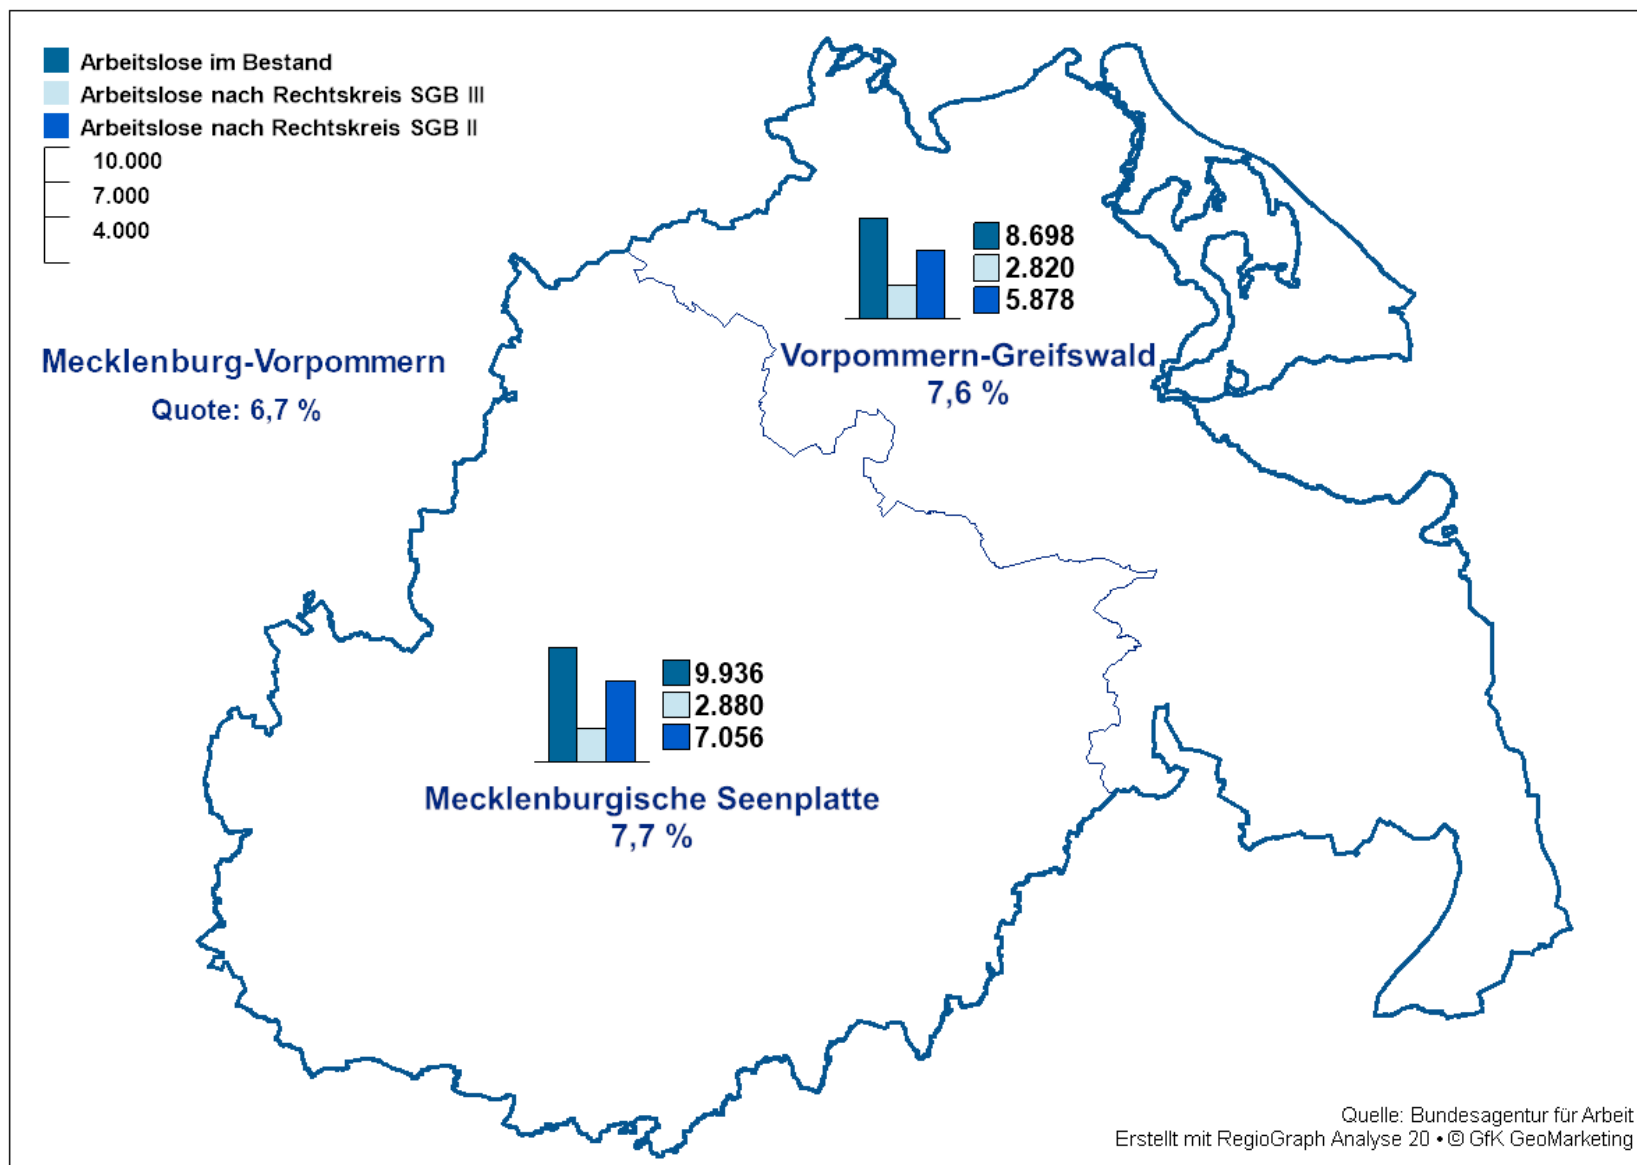 Arbeitslose im Bestand
Arbeitslose nach Rechtskreis SGB III
Arbeitslose nach Rechtskreis SGB II
10.000
7.000
4.000
8.698
2.820
5.878
Mecklenburg-Vorpommern
Quote: 6,7 %
Vorpommern-Greifswald
7,6 %
9.936
2.880
7.056
Mecklenburgische Seenplatte
7,7 %
Quelle: Bundesagentur für Arbeit
Erstellt mit RegioGraph Analyse 20 • © GfK GeoMarketing